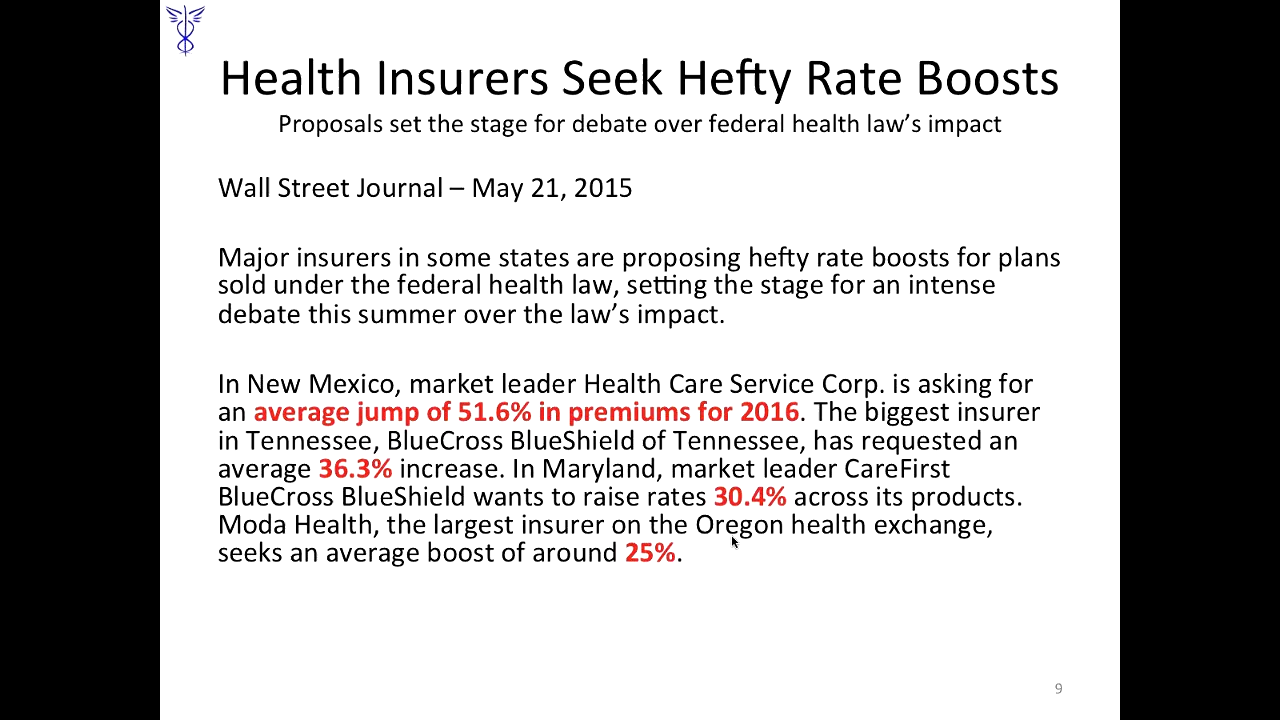 Health Insurers Seek Hefty Rate Boosts
Proposals set the stage for debate over federal health law’s impact
Wall Street Journal – May 21, 2015
Major insurers in some states are proposing hefty rate boosts for plans
sold under the federal health law, setting the stage for an intense
debate this summer over the law’s impact.
In New Mexico, market leader Health Care Service Corp. is asking for
an average jump of 51.6% in premiums for 2016. The biggest insurer
in Tennessee, BlueCross BlueShield of Tennessee, has requested an
average 36.3% increase. In Maryland, market leader CareFirst
BlueCross BlueShield wants to raise rates 30.4% across its products.
Moda Health, the largest insurer on the Oregon health exchange,
seeks an average boost of around 25%.
9